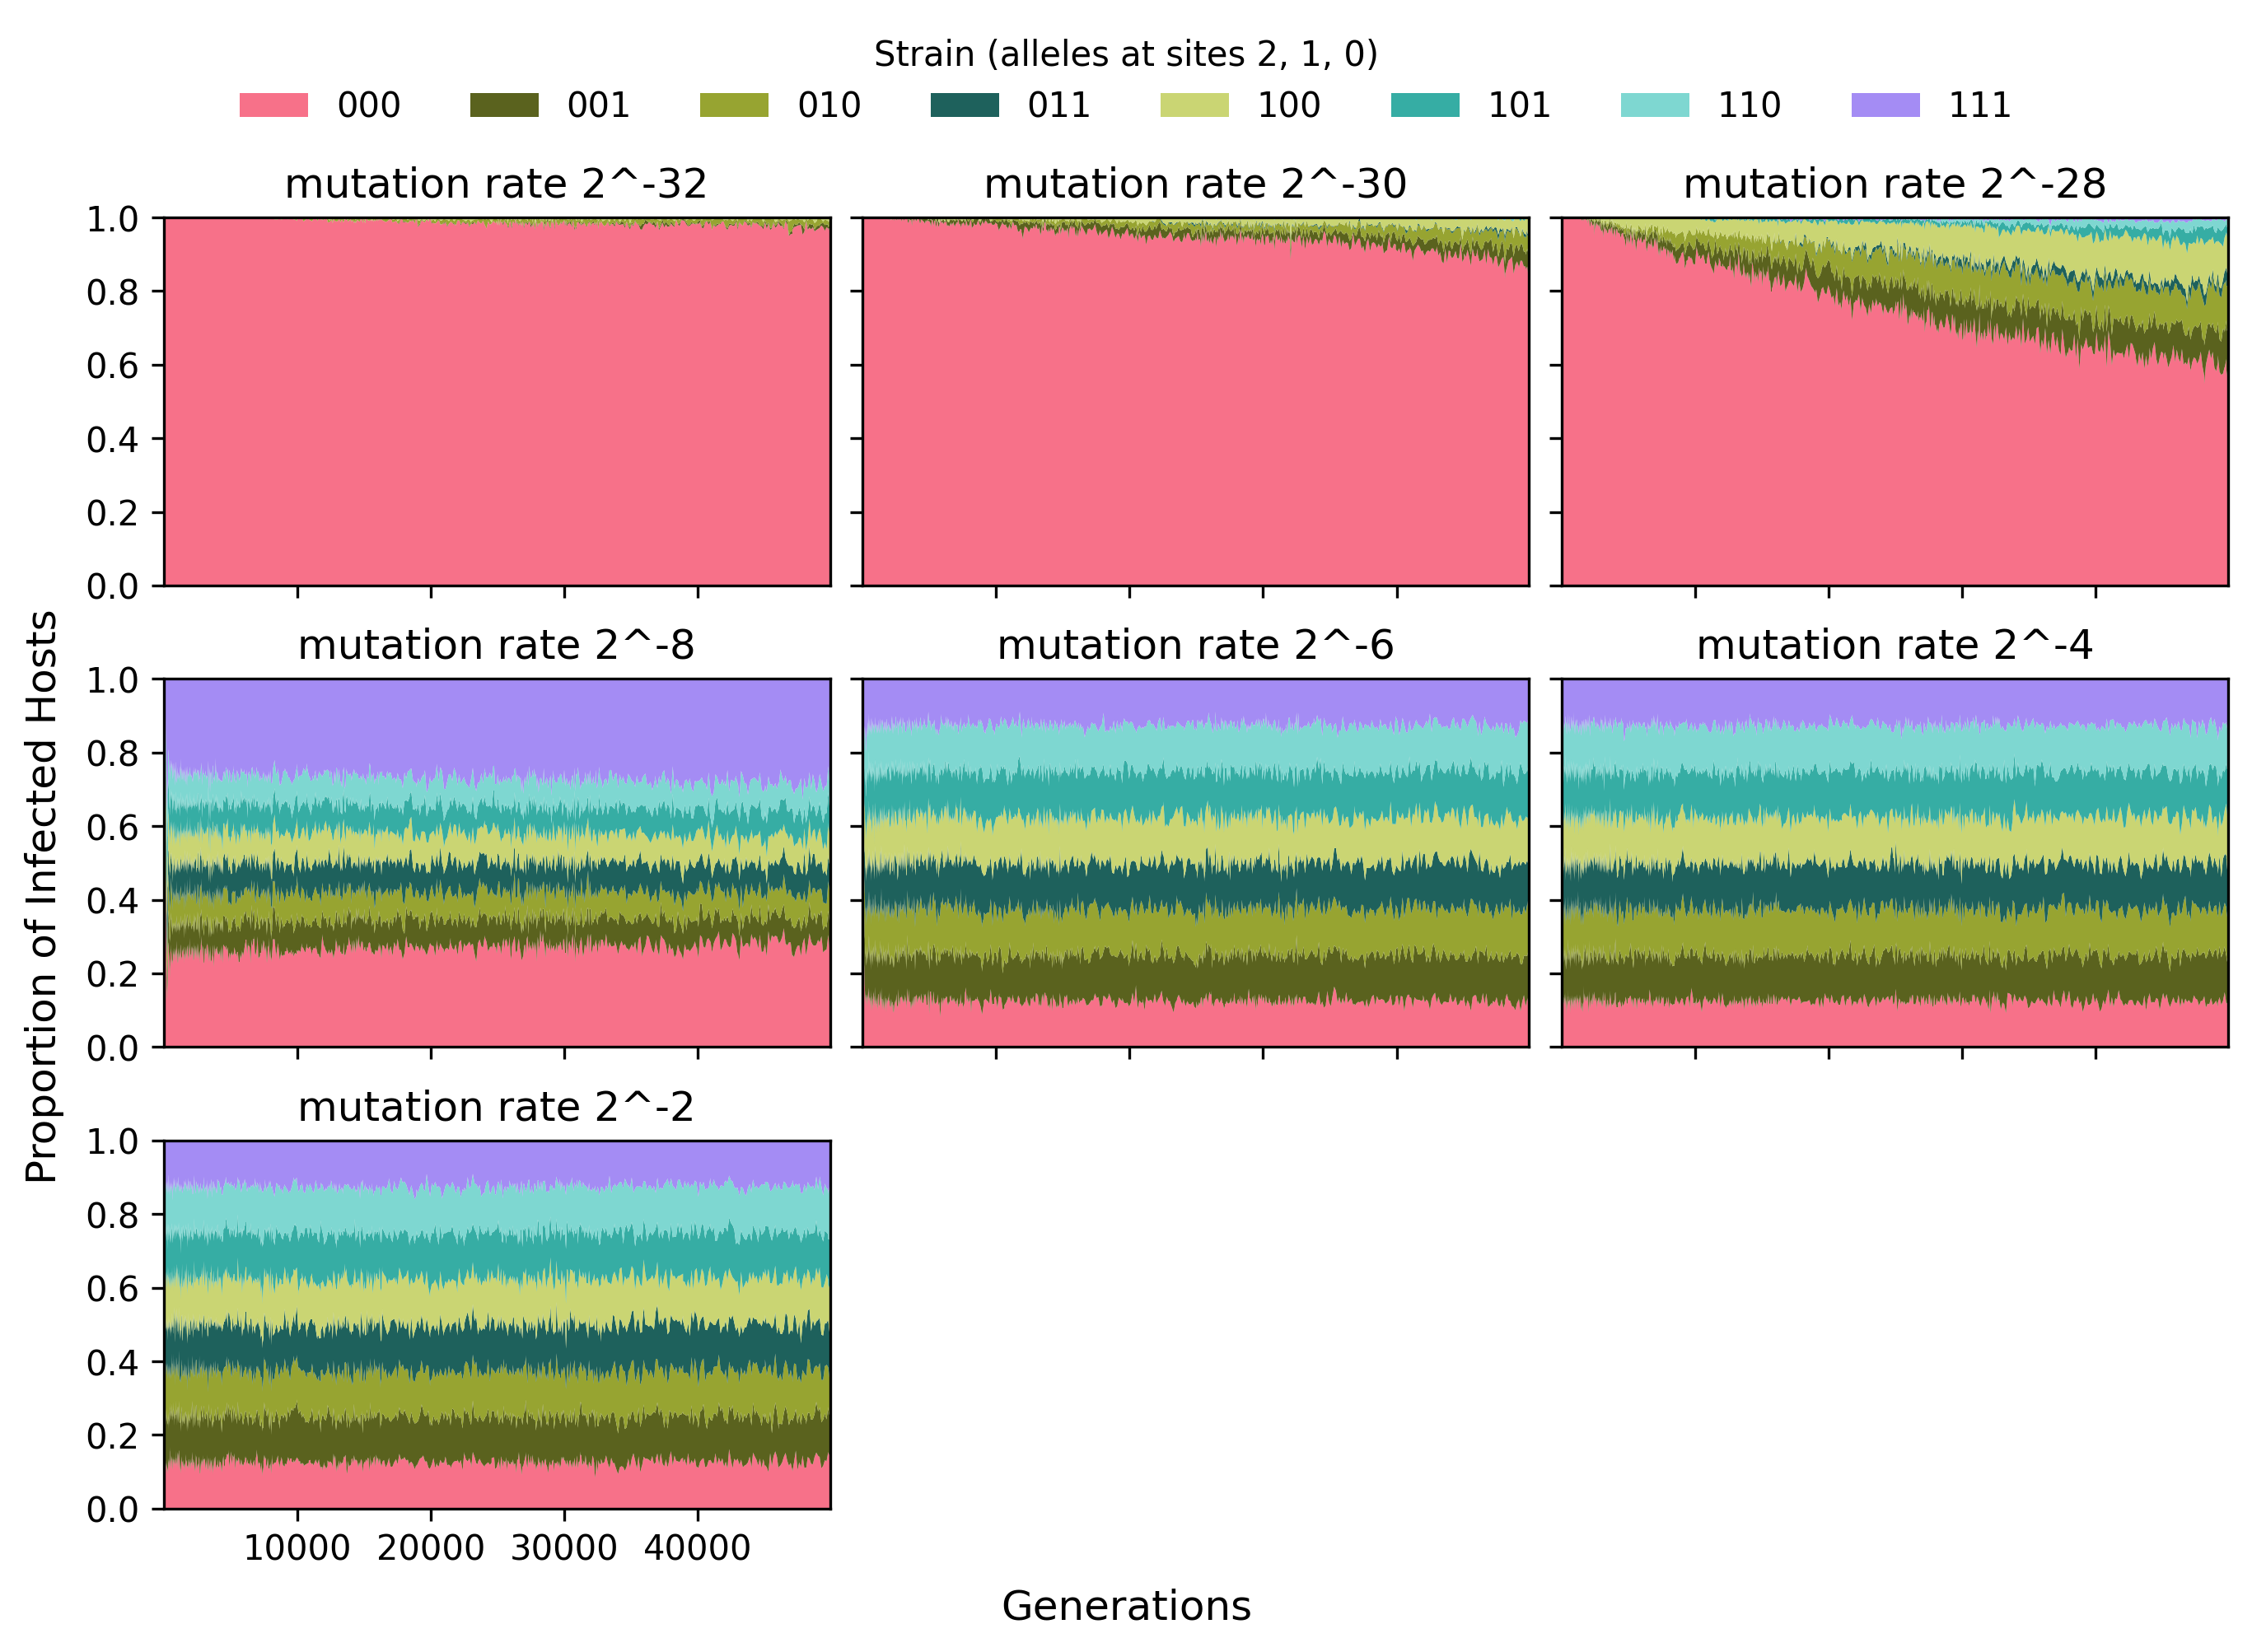 Strain (alleles at sites 2, 1, 0)
000 001 010 011 100 101 110 111
mutation rate 2^-32 mutation rate 2^-30 mutation rate 2^-28
1.0
0.8
0.6
0.4
0.2
0.0
mutation rate 2^-8 mutation rate 2^-6 mutation rate 2^-4
1.0
0.8
0.6
0.4
0.2
0.0
Proportion of Infected Hosts
mutation rate 2^-2
1.0
0.8
0.6
0.4
0.2
0.0
10000 20000 30000 40000
Generations